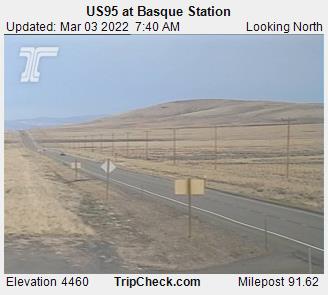 US95 at Basque Station
Updated: Mar 03 2022 7:40 AM Looking North
Elevation 4460 TripCheck.com Milepost 91.62